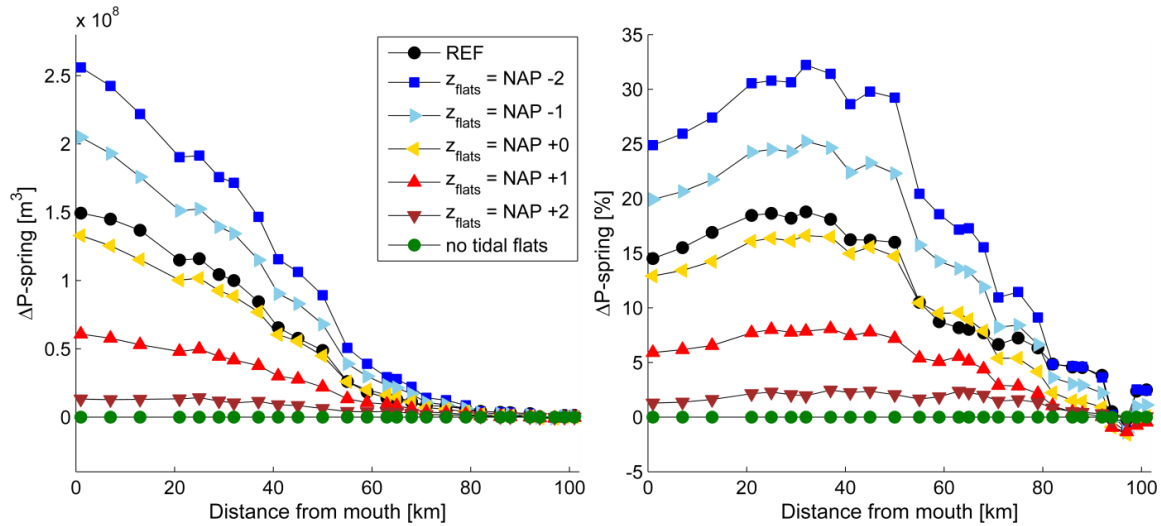 x 10⁸
2.5
2
1.5
1
0.5
0
0 20 40 60 80 100
ΔP-spring [m³]
Distance from mouth [km]
REF
z_flats = NAP -2
z_flats = NAP -1
z_flats = NAP +0
z_flats = NAP +1
z_flats = NAP +2
no tidal flats
35
30
25
20
15
10
5
0
-5
0 20 40 60 80 100
ΔP-spring [%]
Distance from mouth [km]